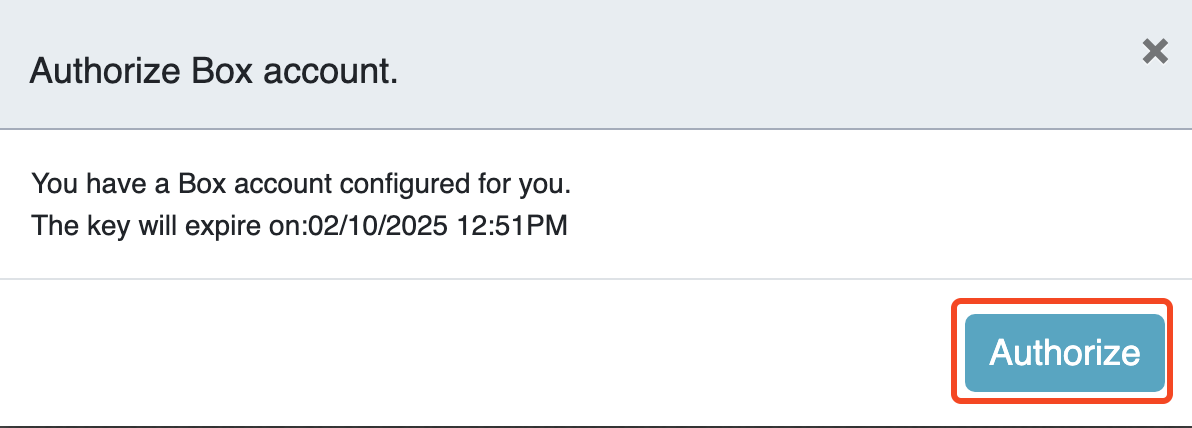 Authorize Box account.
You have a Box account configured for you.
The key will expire on:02/10/2025 12:51PM
Authorize